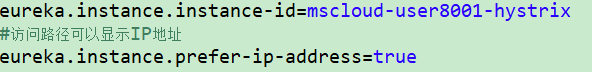 eureka.instance.instance-id=mscloud-user8001-hystrix
#访问路径可以显示IP地址
eureka.instance.prefer-ip-address=true